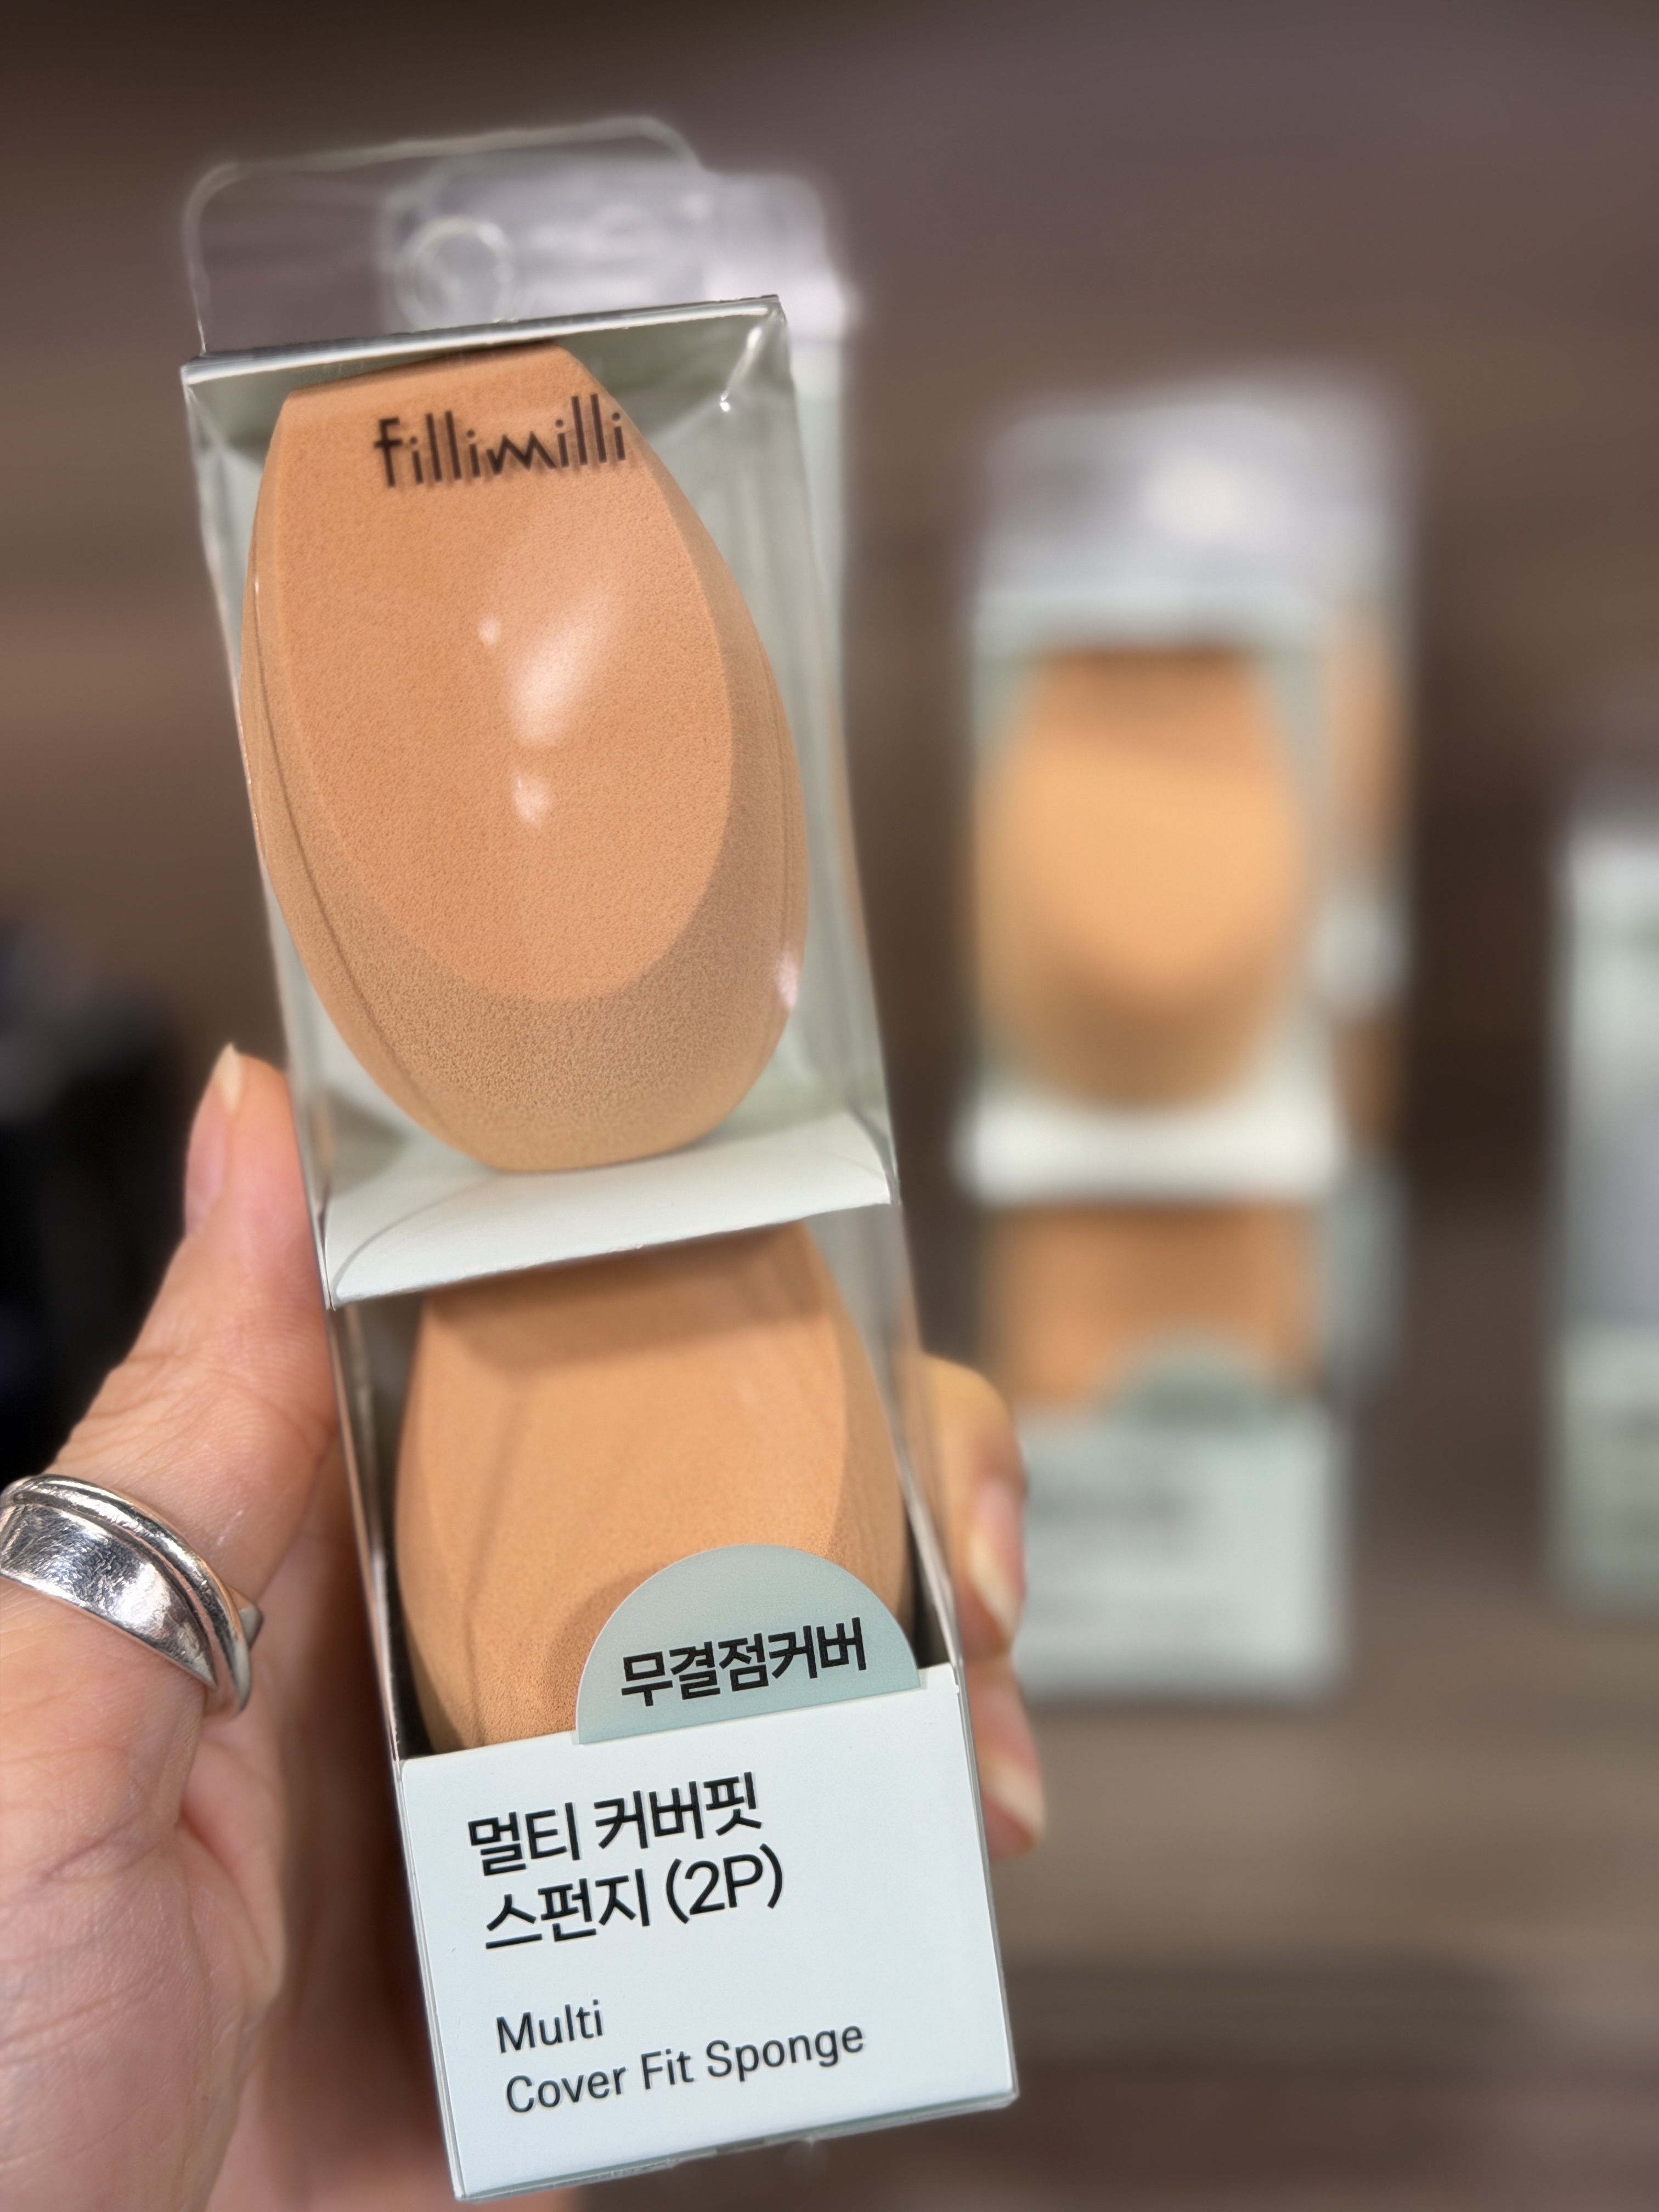 fillimilli
무결점커버
멀티 커버핏
스펀지 (2P)
Multi
Cover Fit Sponge